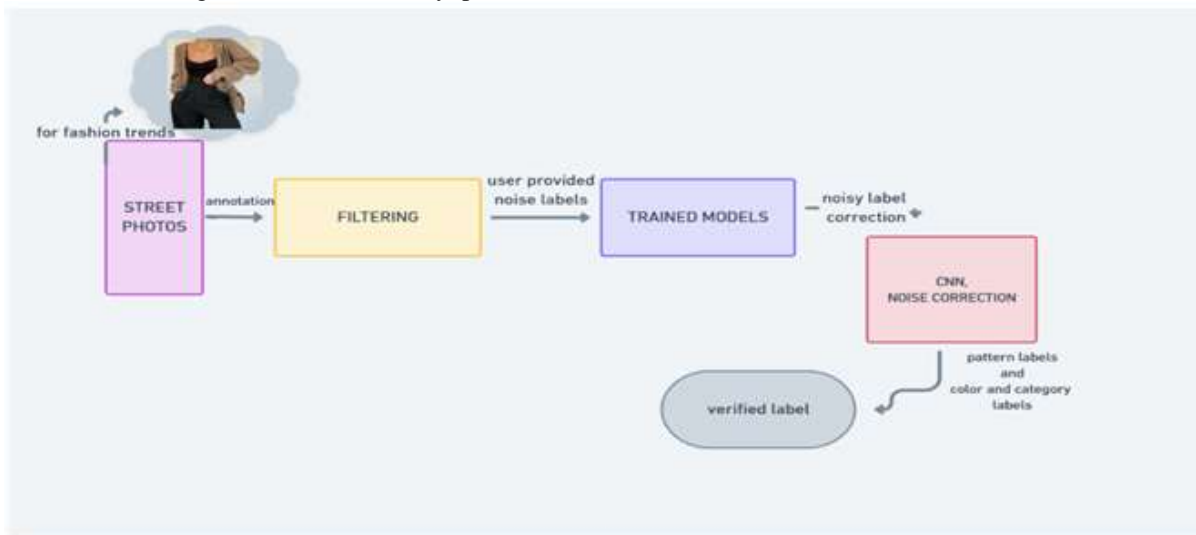 for fashion trends
STREET
PHOTOS
annotation
FILTERING
user provided
noise labels
TRAINED MODELS
noisy label
correction
CNN,
NOISE CORRECTION
pattern labels
and
color and category
labels
verified label